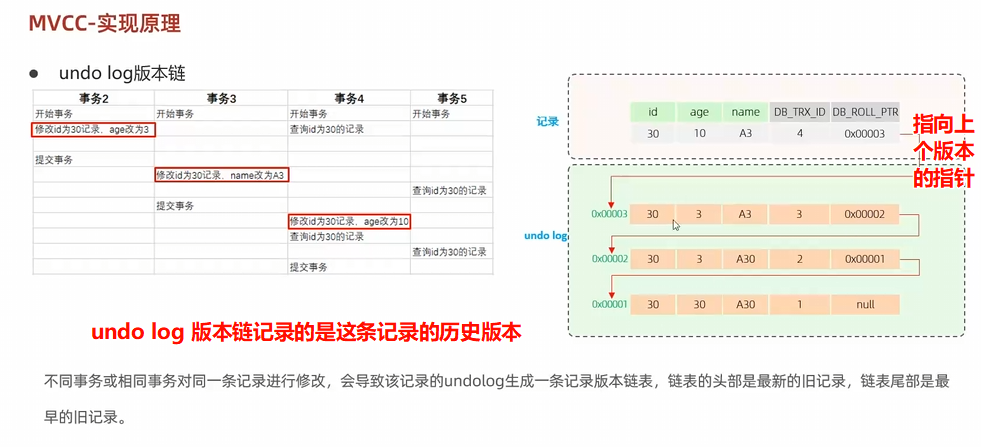 MVCC-实现原理
● undo log版本链
事务2 事务3 事务4 事务5
开始事务 开始事务 开始事务 开始事务
修改id为30记录，age改为3 查询id为30的记录
提交事务
修改id为30记录，name改为A3
查询id为30的记录
提交事务
修改id为30记录，age改为10
查询id为30的记录
查询id为30的记录
提交事务
undo log 版本链记录的是这条记录的历史版本
记录
id age name DB_TRX_ID DB_ROLL_PTR
30 10 A3 4 0x00003
指向上
个版本
的指针
undo log
0x00003 30 3 A3 3 0x00002
0x00002 30 3 A30 2 0x00001
0x00001 30 30 A30 1 null
不同事务或相同事务对同一条记录进行修改，会导致该记录的undolog生成一条记录版本链表，链表的头部是最新的旧记录，链表尾部是最
早的旧记录。